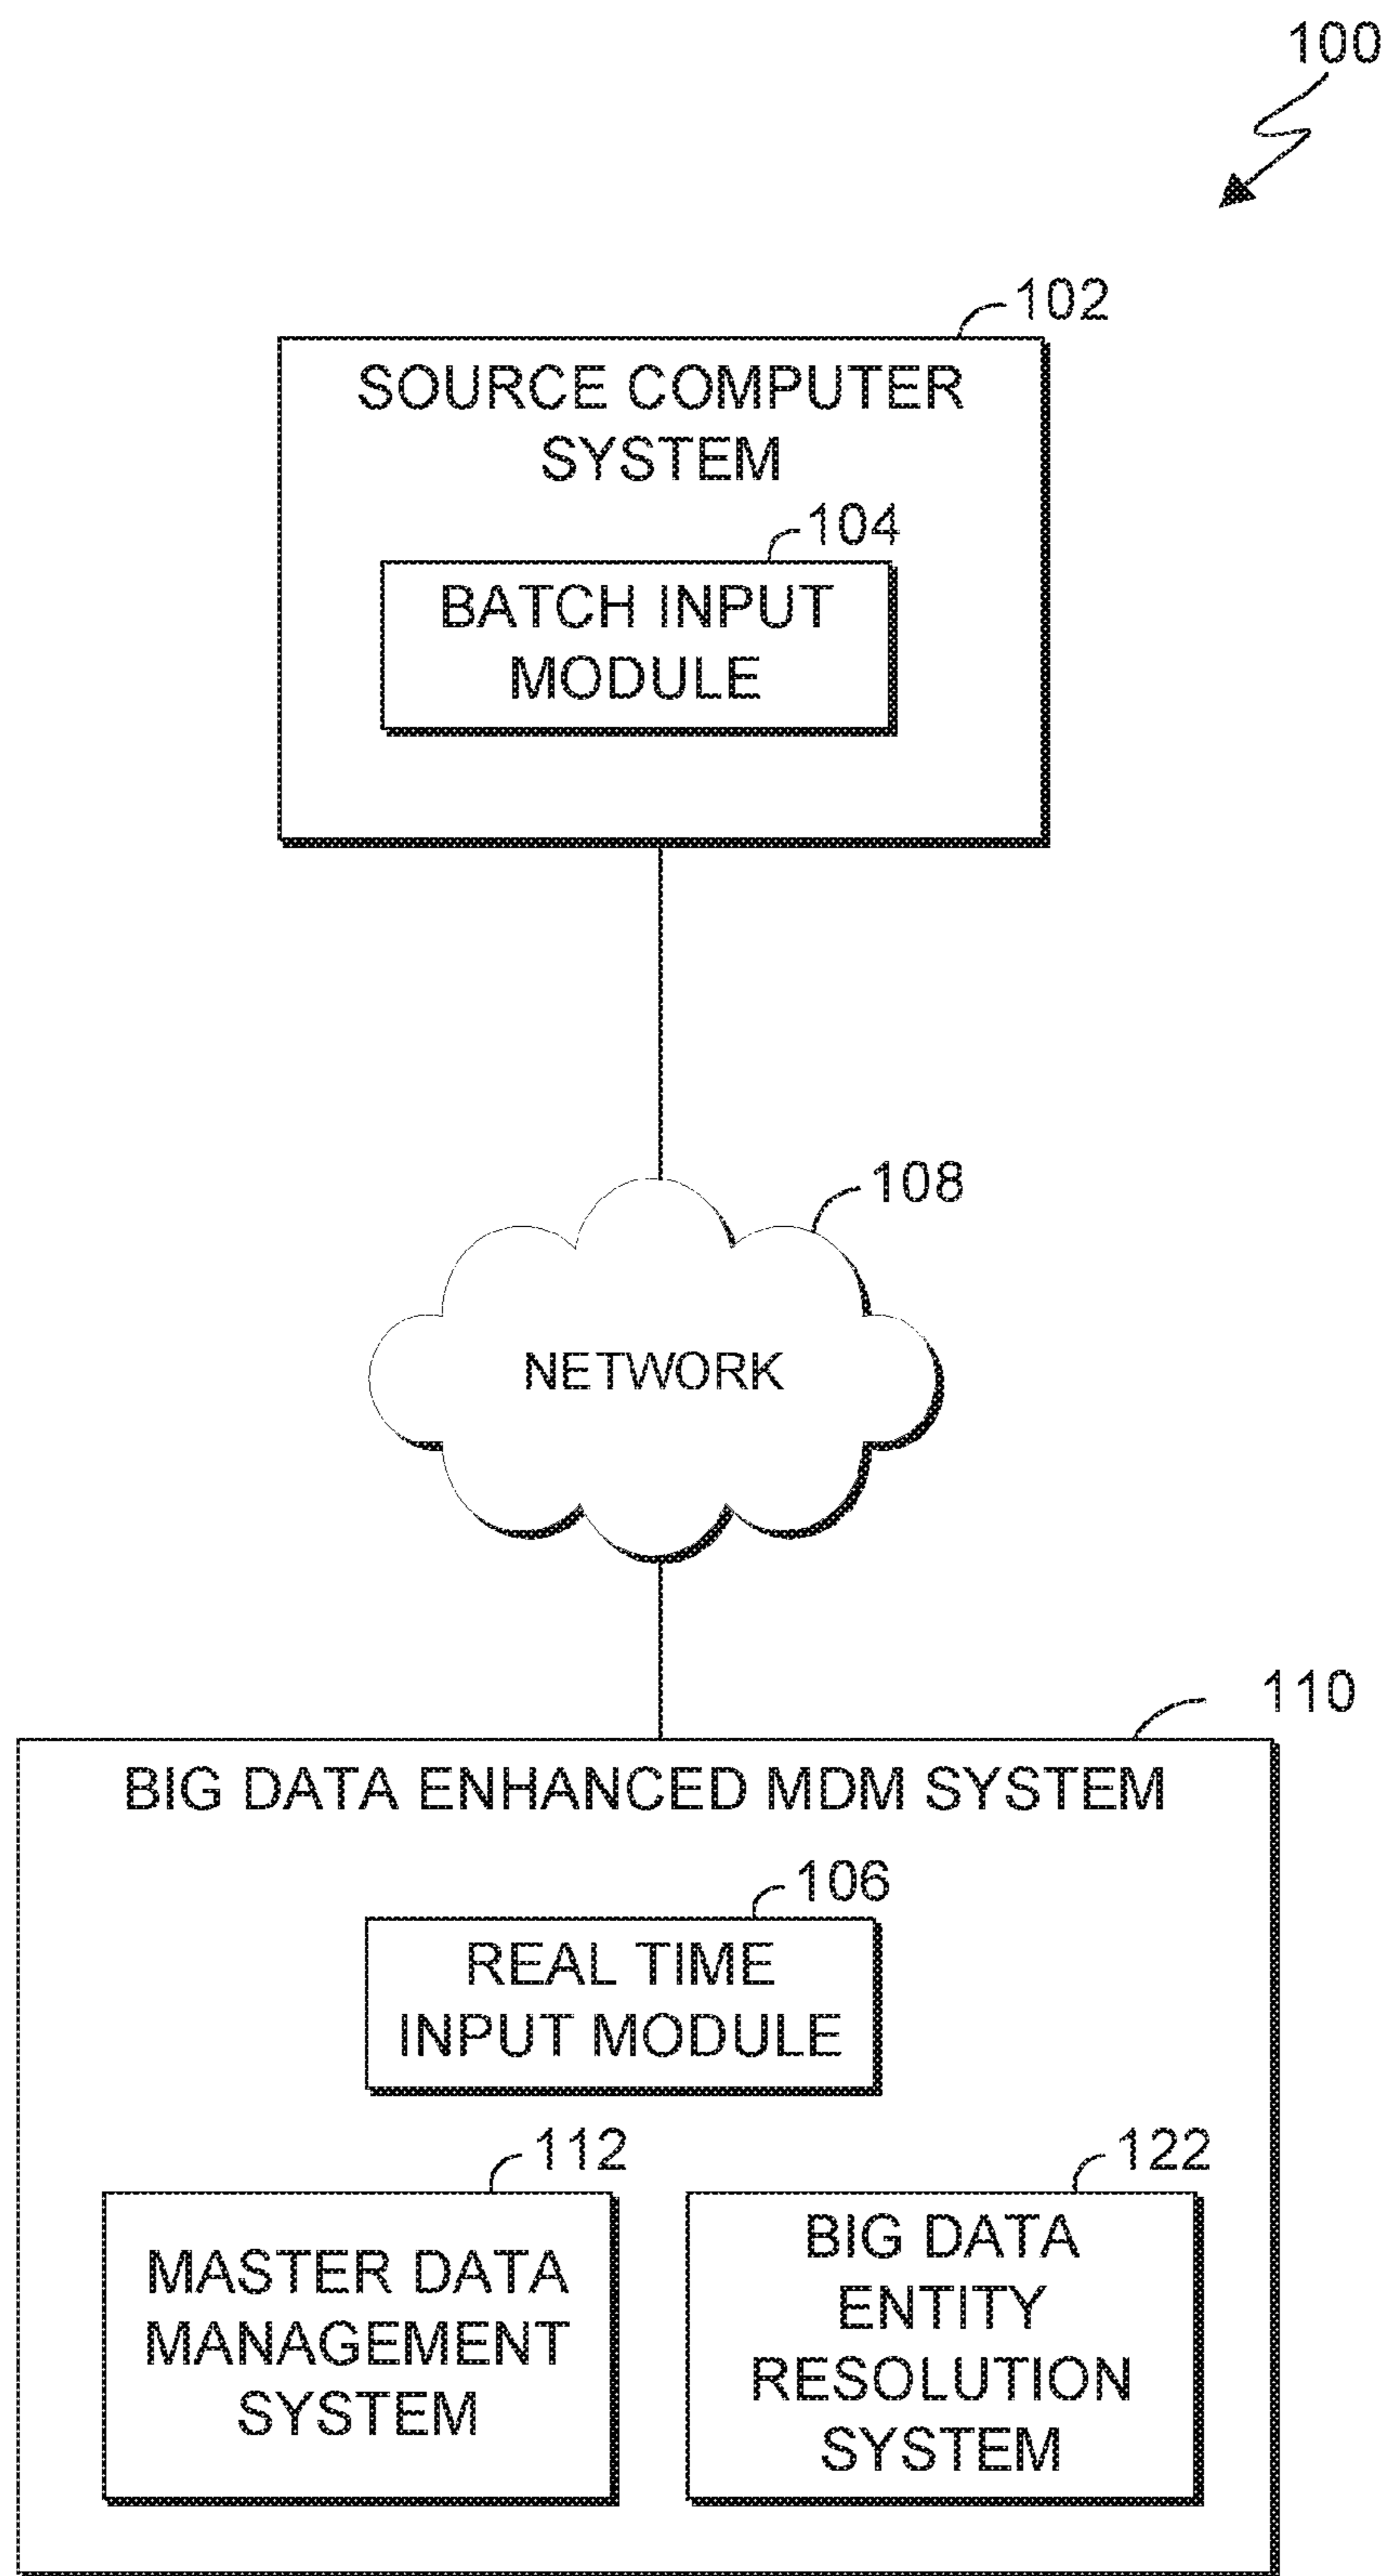 100
102
SOURCE COMPUTER
SYSTEM
104
BATCH INPUT
MODULE
108
NETWORK
110
BIG DATA ENHANCED MDM SYSTEM
106
REAL TIME
INPUT MODULE
112
MASTER DATA
MANAGEMENT
SYSTEM
122
BIG DATA
ENTITY
RESOLUTION
SYSTEM